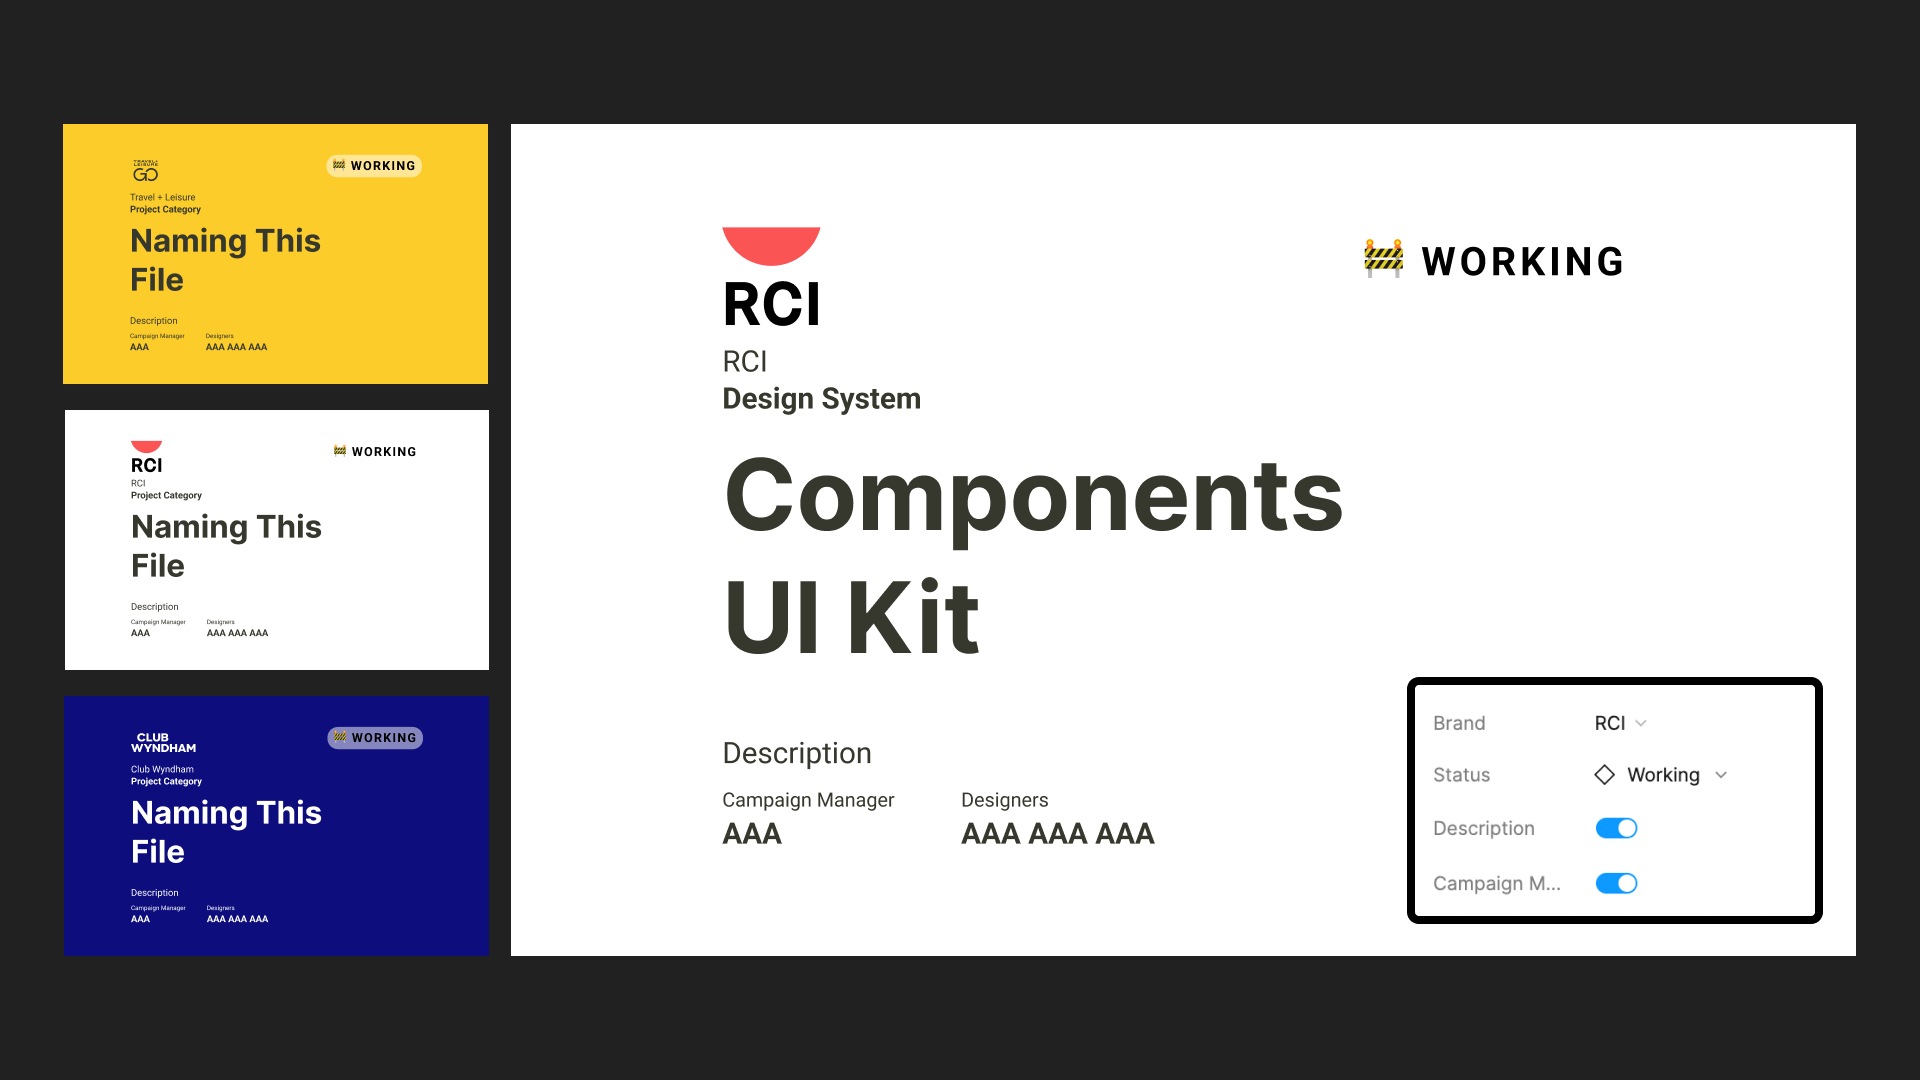 TRAVEL+
LEISURE
GO
🚧 WORKING
Travel + Leisure
Project Category
Naming This
File
Description
Campaign Manager
Designers
AAA
AAA AAA AAA
RCI
🚧 WORKING
RCI
Project Category
Naming This
File
Description
Campaign Manager
Designers
AAA
AAA AAA AAA
CLUB
WYNDHAM
🚧 WORKING
Club Wyndham
Project Category
Naming This
File
Description
Campaign Manager
Designers
AAA
AAA AAA AAA
RCI
🚧 WORKING
RCI
Design System
Components
UI Kit
Description
Campaign Manager
Designers
AAA
AAA AAA AAA
Brand
RCI
Status
Working
Description
Campaign M...